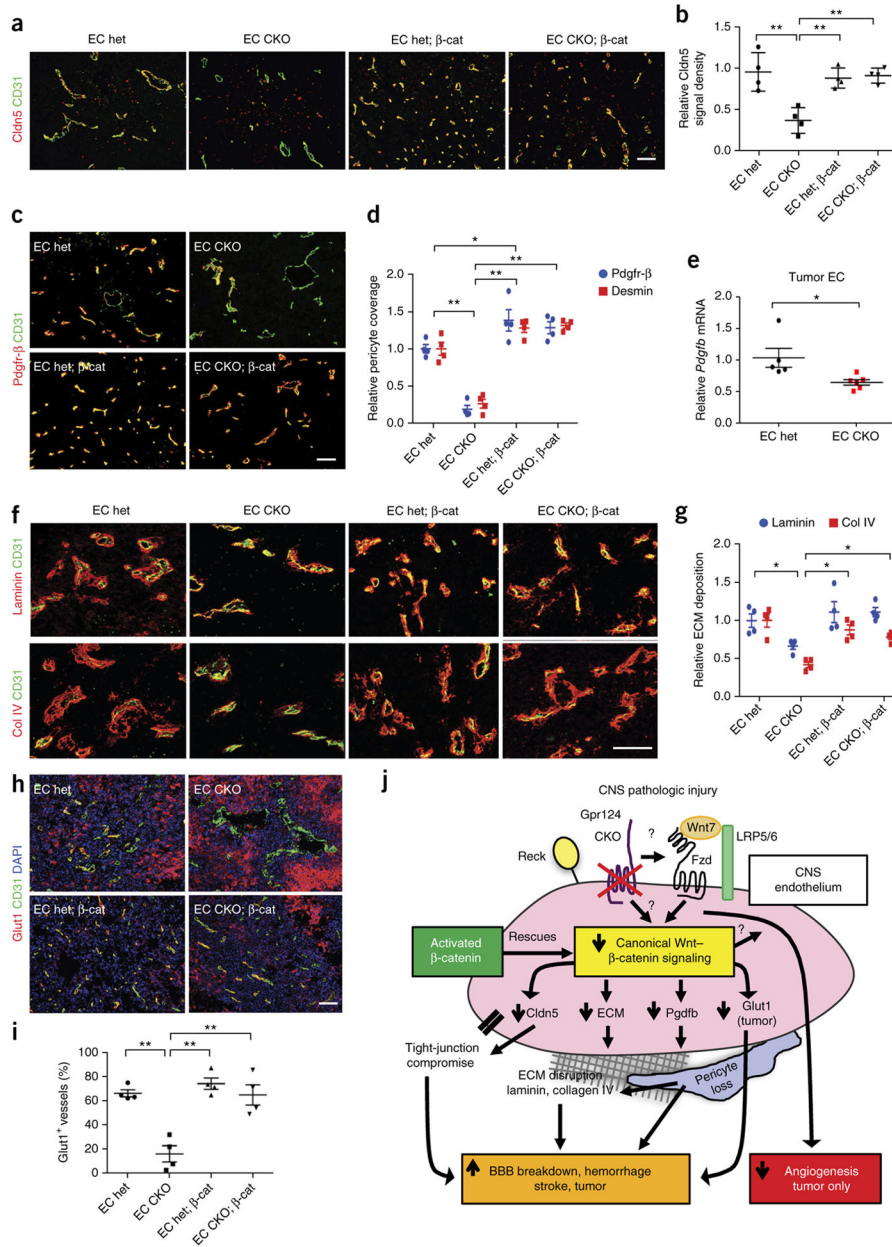 a
EC het
EC CKO
EC het; β-cat
EC CKO; β-cat
Cldn5 CD31
b
Relative Cldn5
signal density
1.5
1.0
0.5
0
**
**
**
EC het
EC CKO
EC het; β-cat
EC CKO; β-cat
c
Pdgfr-β CD31
EC het
EC CKO
EC het; β-cat
EC CKO; β-cat
d
Relative pericyte coverage
2.0
1.5
1.0
0.5
0
*
**
**
**
Pdgfr-β
Desmin
EC het
EC CKO
EC het; β-cat
EC CKO; β-cat
e
Tumor EC
Relative Pdgfb mRNA
2.0
1.5
1.0
0.5
0
*
EC het
EC CKO
f
EC het
EC CKO
EC het; β-cat
EC CKO; β-cat
Laminin CD31
Col IV CD31
g
Laminin
Col IV
Relative ECM deposition
2.0
1.5
1.0
0.5
0
*
*
*
EC het
EC CKO
EC het; β-cat
EC CKO; β-cat
h
Glut1 CD31 DAPI
EC het
EC CKO
EC het; β-cat
EC CKO; β-cat
i
Glut1+ vessels (%)
100
80
60
40
20
0
**
**
**
EC het
EC CKO
EC het; β-cat
EC CKO; β-cat
j
CNS pathologic injury
Gpr124
CKO
?
Wnt7
LRP5/6
Reck
Fzd
CNS
endothelium
?
Activated
β-catenin
Rescues
Canonical Wnt–
β-catenin signaling
?
Cldn5
ECM
Pgdfb
Glut1
(tumor)
Tight-junction
compromise
ECM disruption
laminin, collagen IV
Pericyte
loss
BBB breakdown, hemorrhage
stroke, tumor
Angiogenesis
tumor only